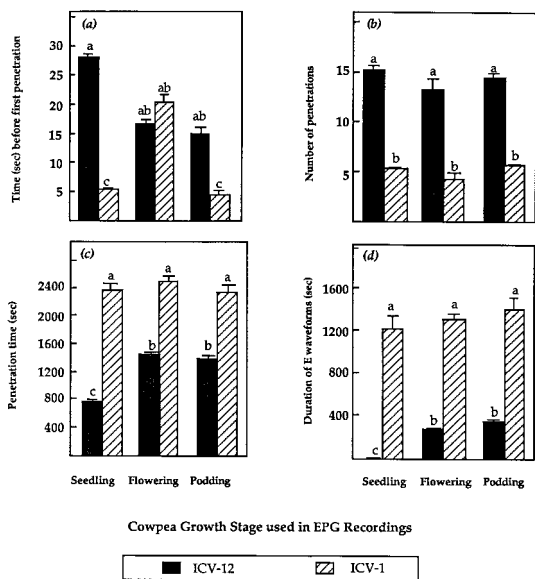 (a)
Time (sec) before first penetration
30
25
20
15
10
5
a
c
ab
ab
ab
c
(b)
Number of penetrations
15
10
5
a
b
a
b
a
b
(c)
Penetration time (sec)
2400
2000
1600
1200
800
400
c
a
b
a
b
a
Seedling Flowering Podding
(d)
Duration of E waveforms (sec)
1600
1200
800
400
c
a
b
a
b
a
Seedling Flowering Podding
Cowpea Growth Stage used in EPG Recordings
ICV-12 ICV-1